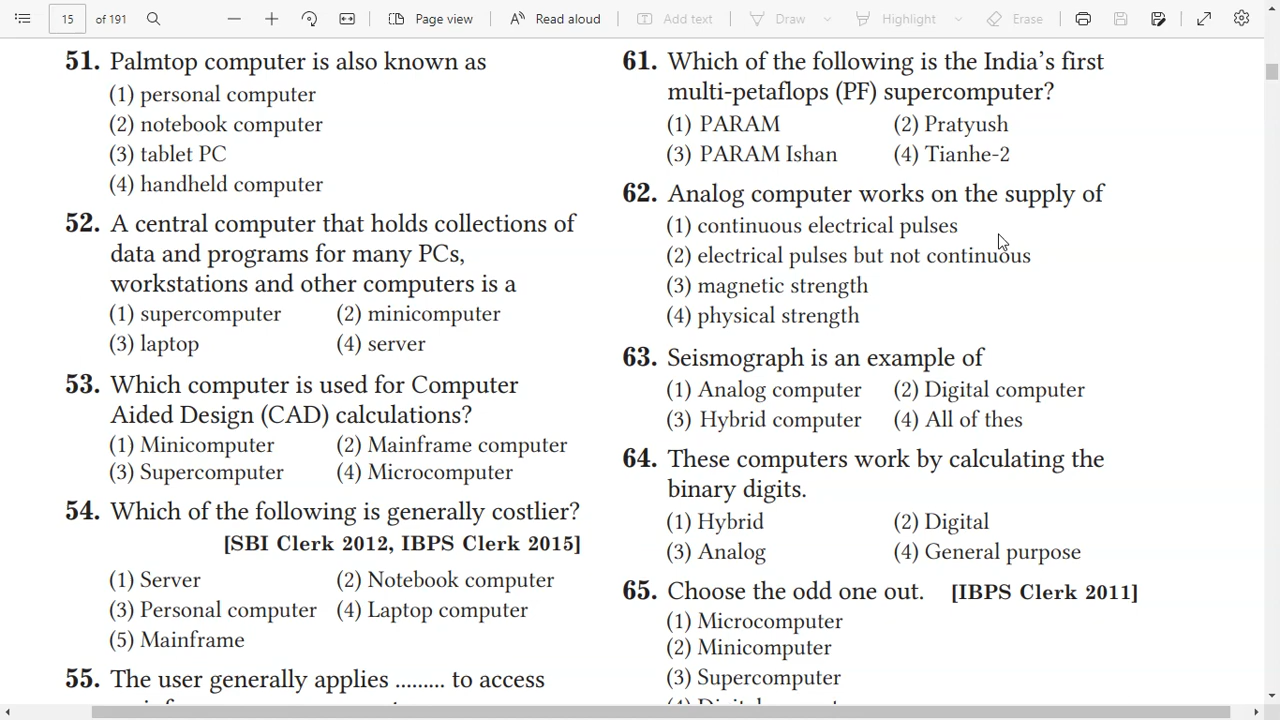 15
of 191
Page view
Read aloud
Add text
Draw
Highlight
Erase
51. Palmtop computer is also known as
(1) personal computer
(2) notebook computer
(3) tablet PC
(4) handheld computer
52. A central computer that holds collections of
data and programs for many PCs,
workstations and other computers is a
(1) supercomputer (2) minicomputer
(3) laptop (4) server
53. Which computer is used for Computer
Aided Design (CAD) calculations?
(1) Minicomputer (2) Mainframe computer
(3) Supercomputer (4) Microcomputer
54. Which of the following is generally costlier?
[SBI Clerk 2012, IBPS Clerk 2015]
(1) Server (2) Notebook computer
(3) Personal computer (4) Laptop computer
(5) Mainframe
55. The user generally applies ......... to access
61. Which of the following is the India's first
multi-petaflops (PF) supercomputer?
(1) PARAM (2) Pratyush
(3) PARAM Ishan (4) Tianhe-2
62. Analog computer works on the supply of
(1) continuous electrical pulses
(2) electrical pulses but not continuous
(3) magnetic strength
(4) physical strength
63. Seismograph is an example of
(1) Analog computer (2) Digital computer
(3) Hybrid computer (4) All of thes
64. These computers work by calculating the
binary digits.
(1) Hybrid (2) Digital
(3) Analog (4) General purpose
65. Choose the odd one out. [IBPS Clerk 2011]
(1) Microcomputer
(2) Minicomputer
(3) Supercomputer